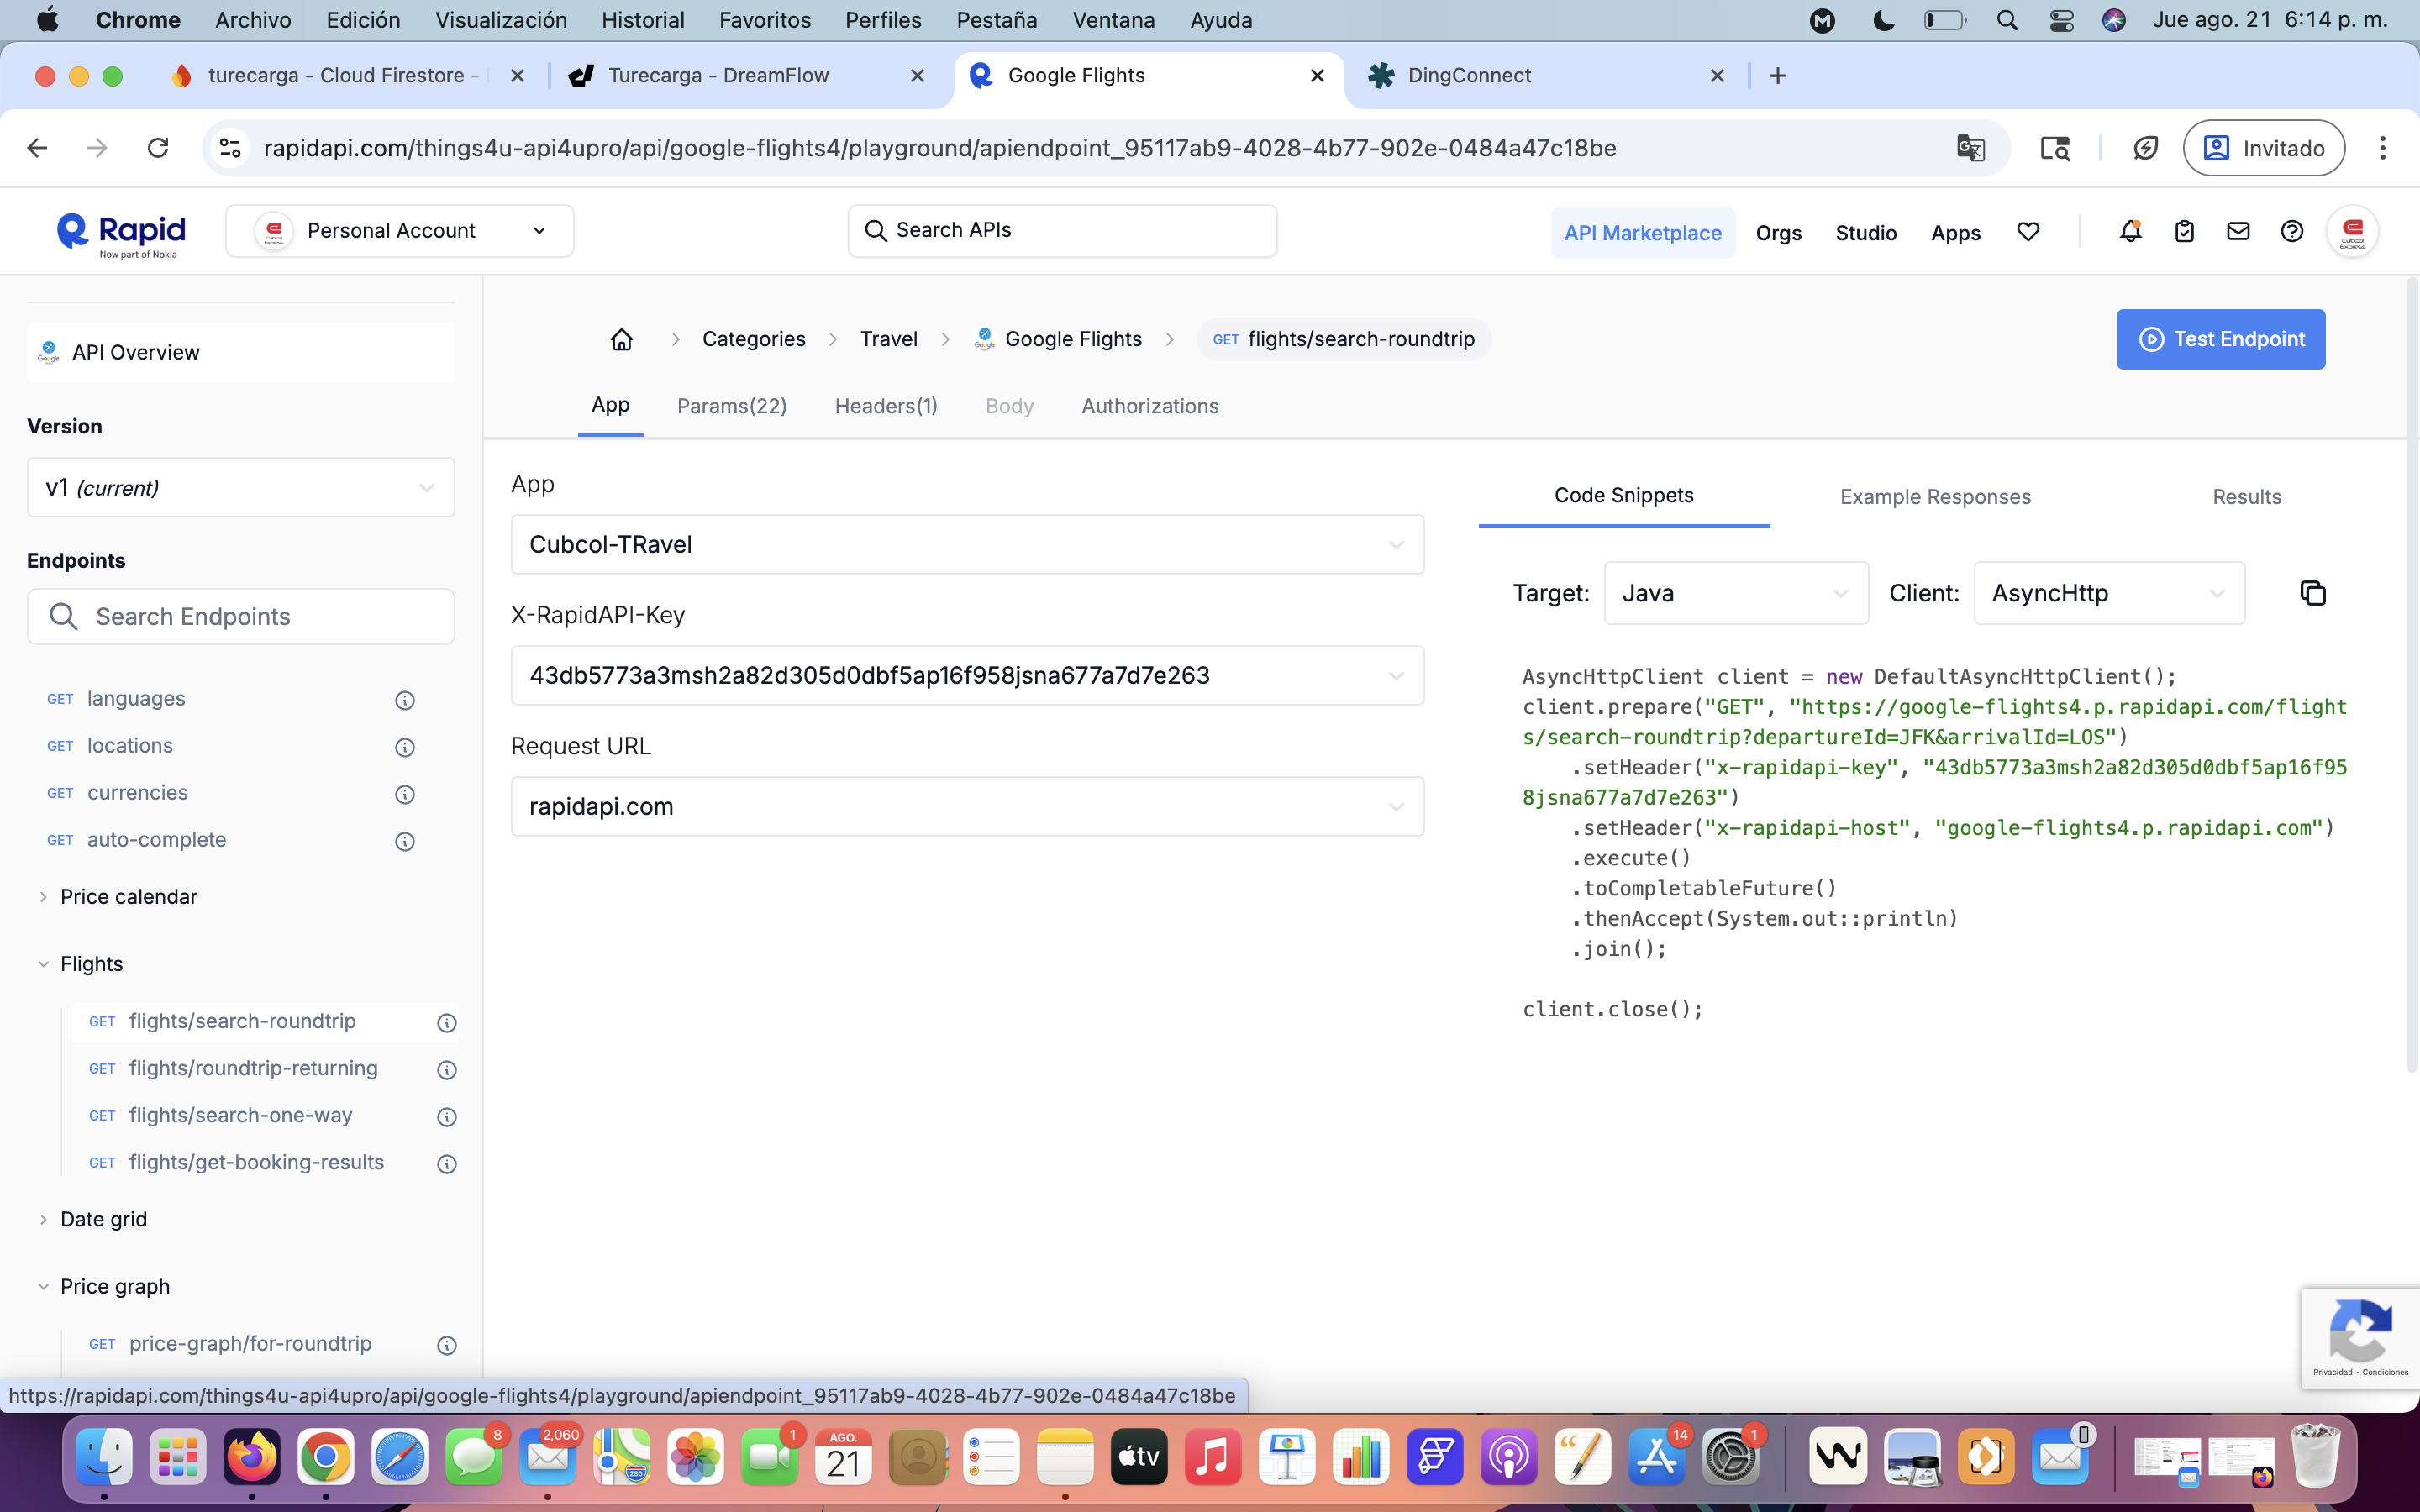 Chrome Archivo Edición Visualización Historial Favoritos Perfiles Pestaña Ventana Ayuda Jue ago. 21 6:14 p. m.
turecarga - Cloud Firestore - Turecarga - DreamFlow Google Flights DingConnect
rapidapi.com/things4u-api4upro/api/google-flights4/playground/apiendpoint_95117ab9-4028-4b77-902e-0484a47c18be Invitado
Rapid
Now part of Nokia
Personal Account
Search APIs
API Marketplace Orgs Studio Apps
API Overview
Version
v1 (current)
Endpoints
Search Endpoints
GET languages
GET locations
GET currencies
GET auto-complete
Price calendar
Flights
GET flights/search-roundtrip
GET flights/roundtrip-returning
GET flights/search-one-way
GET flights/get-booking-results
Date grid
Price graph
GET price-graph/for-roundtrip
Categories Travel Google Flights GET flights/search-roundtrip
Test Endpoint
App Params(22) Headers(1) Body Authorizations
App
Cubcol-TRavel
X-RapidAPI-Key
43db5773a3msh2a82d305d0dbf5ap16f958jsna677a7d7e263
Request URL
rapidapi.com
Code Snippets Example Responses Results
Target: Java Client: AsyncHttp
AsyncHttpClient client = new DefaultAsyncHttpClient();
client.prepare("GET", "https://google-flights4.p.rapidapi.com/flight
s/search-roundtrip?departureId=JFK&arrivalId=LOS")
.setHeader("x-rapidapi-key", "43db5773a3msh2a82d305d0dbf5ap16f95
8jsna677a7d7e263")
.setHeader("x-rapidapi-host", "google-flights4.p.rapidapi.com")
.execute()
.toCompletableFuture()
.thenAccept(System.out::println)
.join();
client.close();
Privacidad - Condiciones
https://rapidapi.com/things4u-api4upro/api/google-flights4/playground/apiendpoint_95117ab9-4028-4b77-902e-0484a47c18be
8 2,060 280 1 AGO. 21 tv 14 1